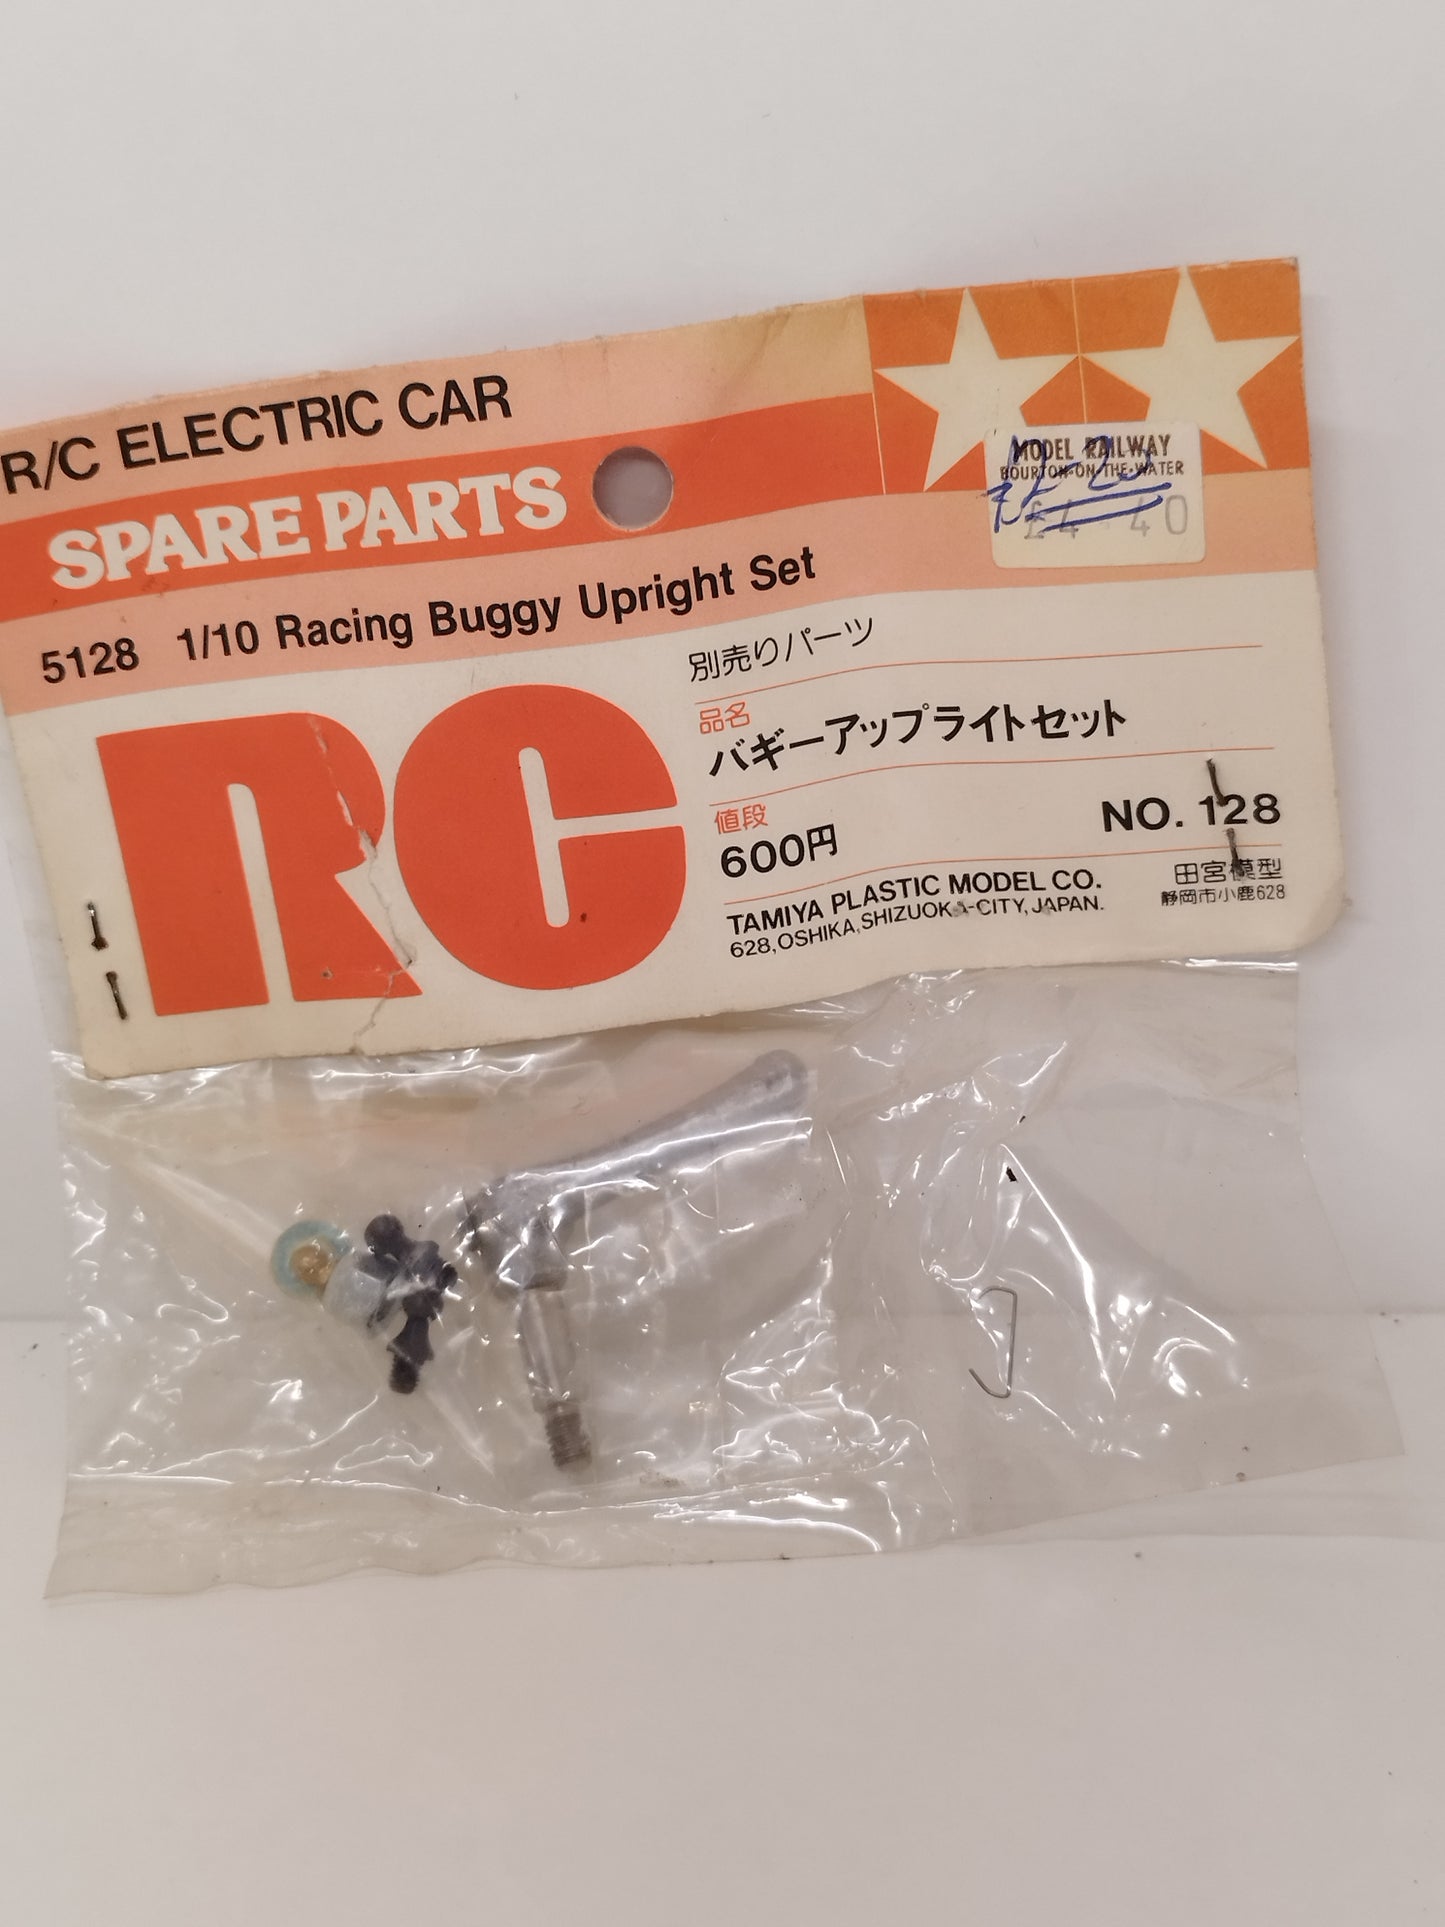 R/C ELECTRIC CAR
SPARE PARTS
MODEL RAILWAY
BOURTON-ON-THE-WATER
£4-40
5128 1/10 Racing Buggy Upright Set
RC
別売りパーツ
品名
バギーアップライトセット
値段
600円
NO. 128
TAMIYA PLASTIC MODEL CO.
628, OSHIKA, SHIZUOKA-CITY, JAPAN.
田宮模型
静岡市小鹿628